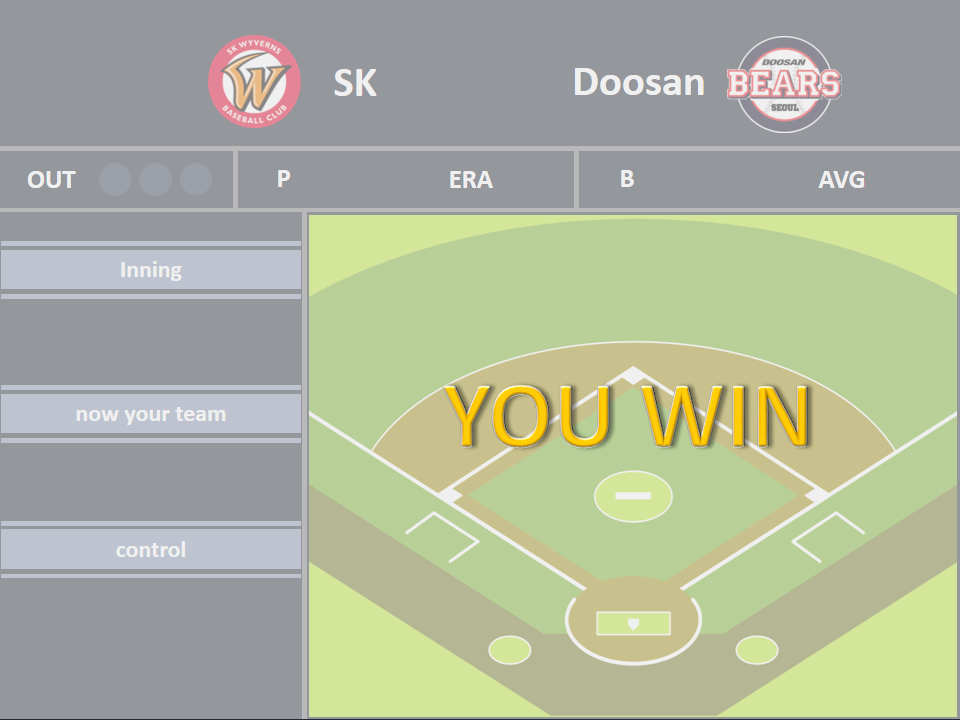 SK WYVERNS
BASEBALL CLUB
W
SK
Doosan
DOOSAN
BEARS
SEOUL
OUT
P
ERA
B
AVG
Inning
now your team
control
YOU WIN